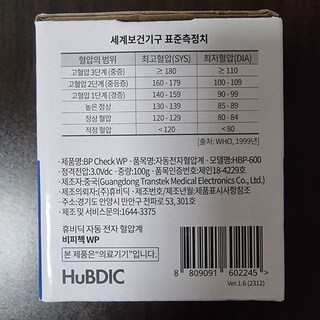 세계보건기구 표준측정치
혈압의 범위 최고혈압(SYS) 최저혈압(DIA)
고혈압 3단계 (중증) ≥ 180 ≥ 110
고혈압 2단계 (중등증) 160 - 179 100 - 109
고혈압 1단계 (경증) 140 - 159 90 - 99
높은 정상 130 - 139 85 - 89
정상 혈압 120 - 129 80 - 84
적정 혈압 < 120 < 80
[출처: WHO, 1999년]
•제품명:BP Check WP •품목명:자동전자혈압계 •모델명:HBP-600
•정격전압:3.0Vdc •중량:100g •품목인증번호:제인18-4229호
•제조자:중국(Guangdong Transtek Medical Electronics Co., Ltd.)
•제조의뢰자:(주)휴비딕 •제조번호/제조년월:제품표시사항참조
•주소:경기도 안양시 만안구 전파로 53, 301호
•제조 및 서비스문의:1644-3375
휴비딕 자동 전자 혈압계
비피첵 WP
본 제품은 "의료기기"입니다.
HuBDIC
8 809091 602245 >
Ver.1.6 (2312)